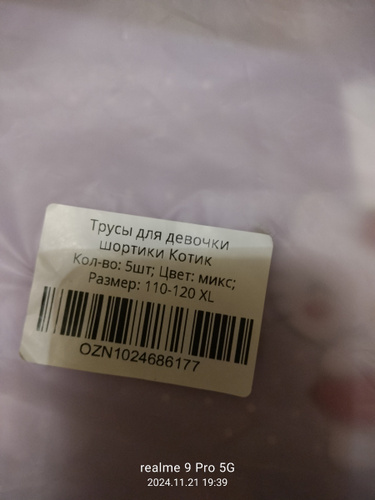 Трусы для девочки
шортики Котик
Кол-во: 5шт; Цвет: микс;
Размер: 110-120 XL
OZN1024686177
realme 9 Pro 5G
2024.11.21 19:39